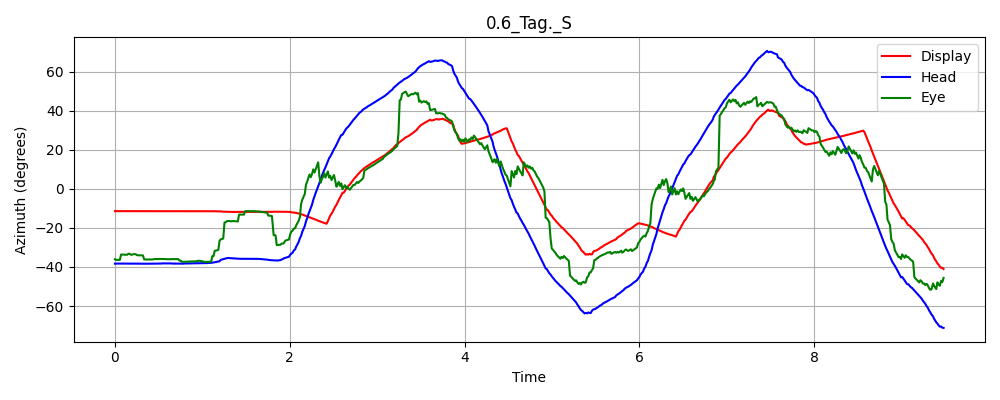 0.6_Tag._S
Azimuth (degrees)
60
40
20
0
−20
−40
−60
Display
Head
Eye
0 2 4 6 8
Time